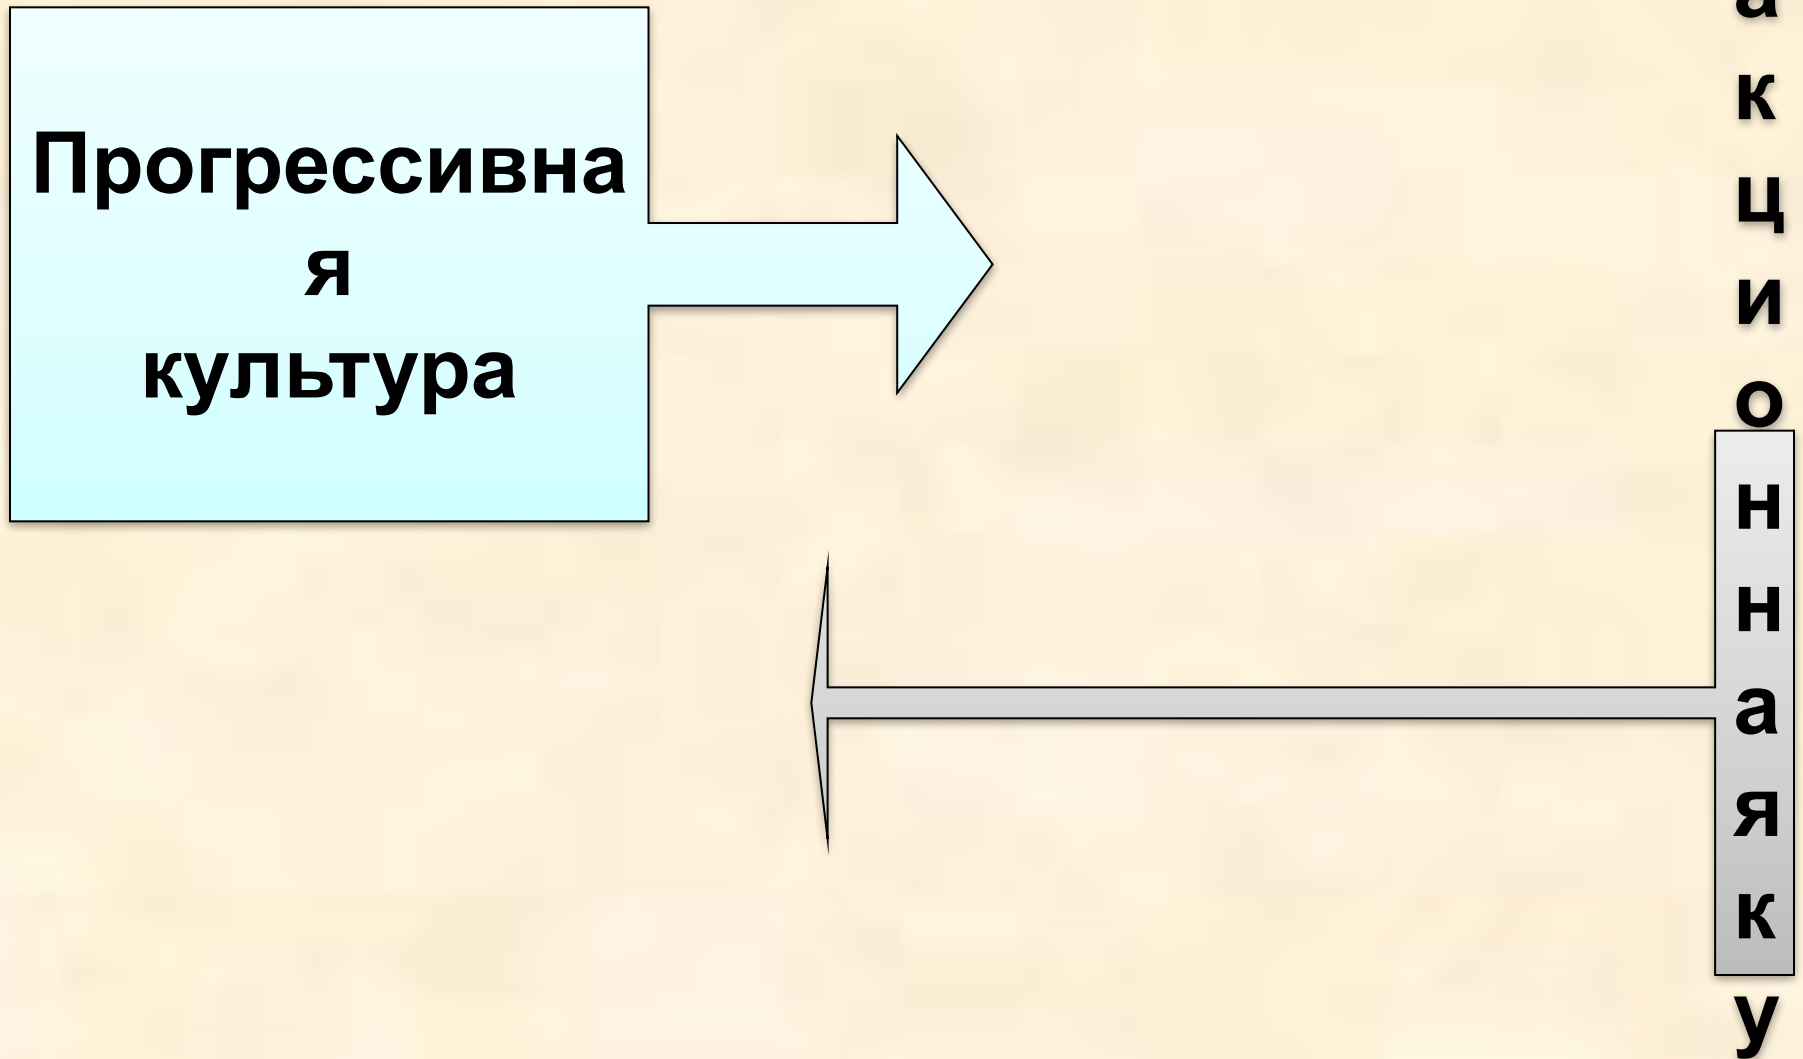 Прогрессивна
я
культура
а
к
ц
и
о
н
н
а
я
к
у